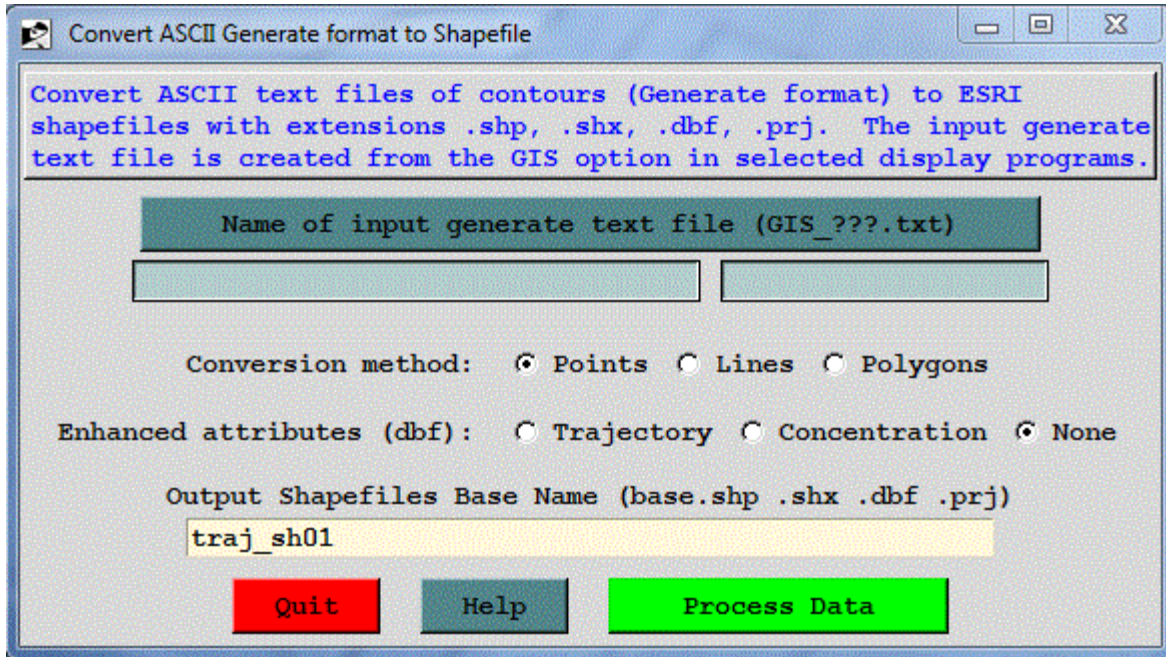 Convert ASCII Generate format to Shapefile
Convert ASCII text files of contours (Generate format) to ESRI
shapefiles with extensions .shp, .shx, .dbf, .prj.  The input generate
text file is created from the GIS option in selected display programs.
Name of input generate text file (GIS_???.txt)
Conversion method: Points Lines Polygons
Enhanced attributes (dbf): Trajectory Concentration None
Output Shapefiles Base Name (base.shp .shx .dbf .prj)
traj_sh01
Quit Help Process Data